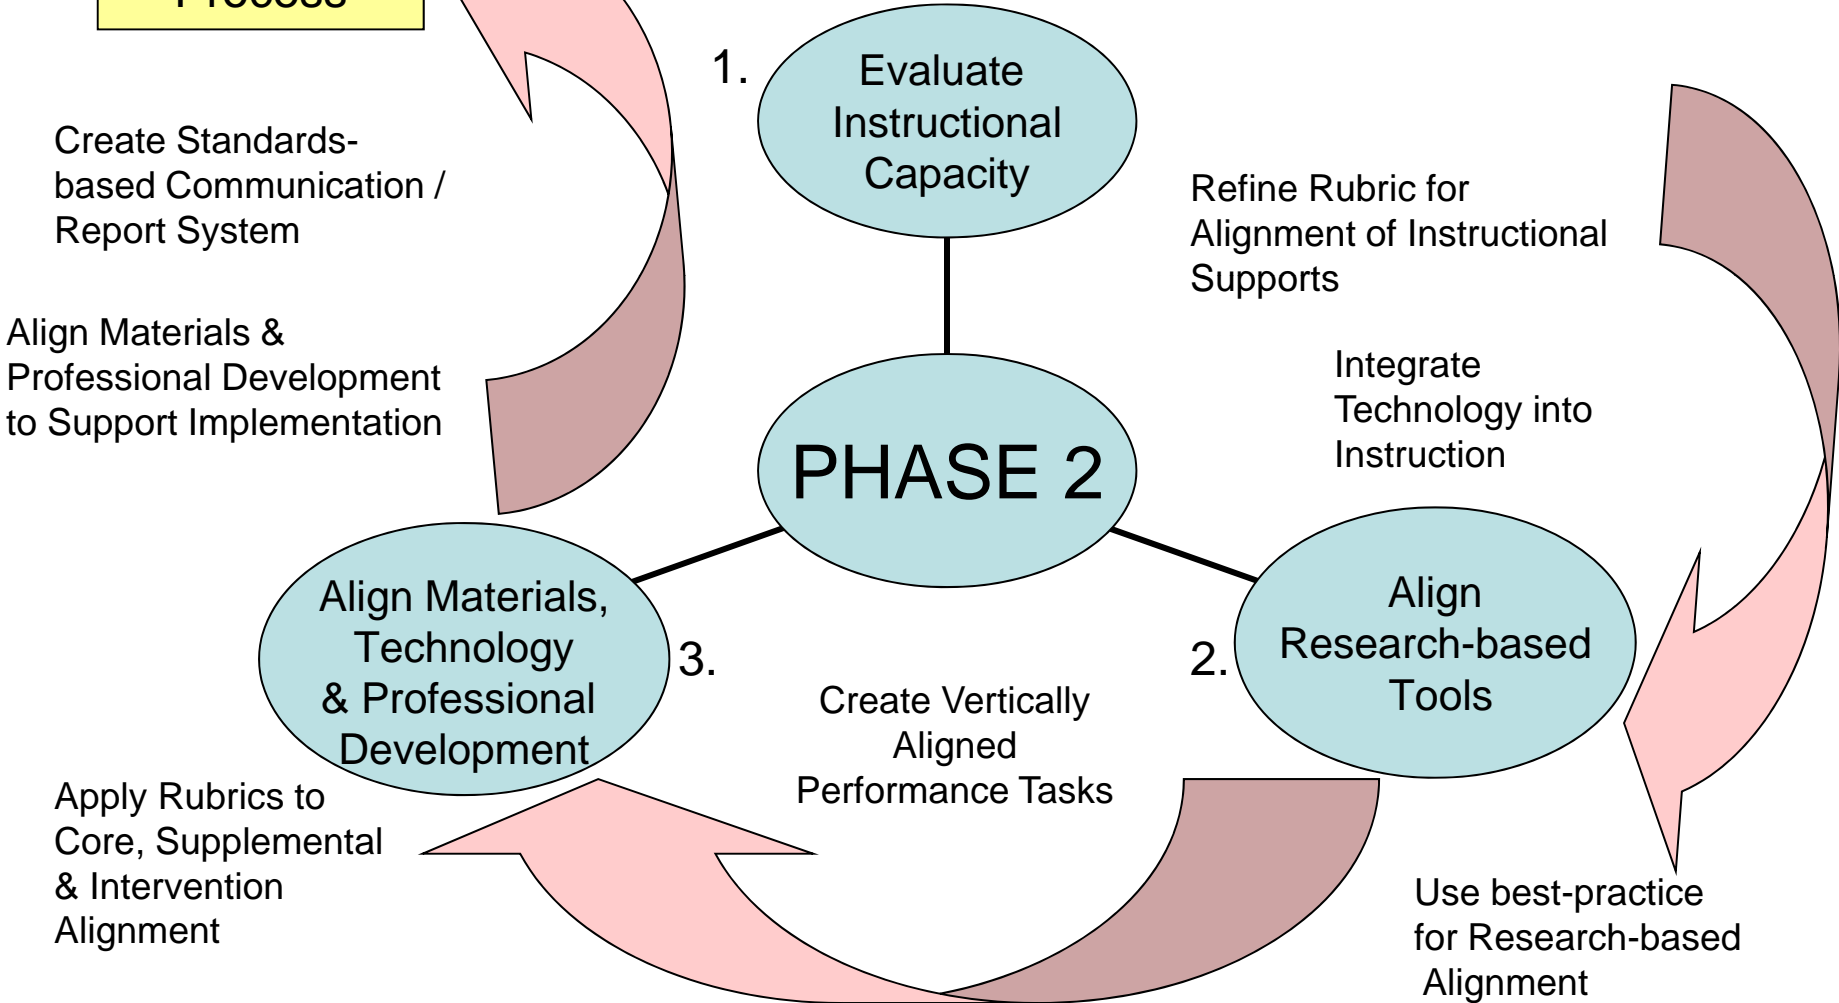 Process
1.
Evaluate
Instructional
Capacity
Create Standards-
based Communication /
Report System
Refine Rubric for
Alignment of Instructional
Supports
Align Materials &
Professional Development
to Support Implementation
Integrate
Technology into
Instruction
PHASE 2
Align Materials,
Technology
& Professional
Development
3.
2.
Align
Research-based
Tools
Create Vertically
Aligned
Performance Tasks
Apply Rubrics to
Core, Supplemental
& Intervention
Alignment
Use best-practice
for Research-based
Alignment